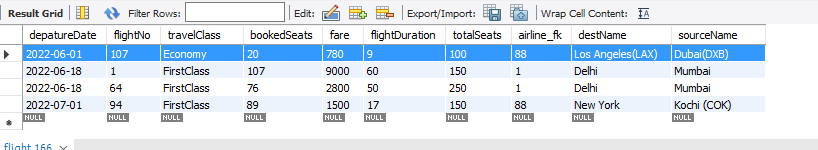 Result Grid Filter Rows: Edit: Export/Import: Wrap Cell Content: IA
depatureDate flightNo travelClass bookedSeats fare flightDuration totalSeats airline_fk destName sourceName
2022-06-01 107 Economy 20 780 9 100 88 Los Angeles(LAX) Dubai(DXB)
2022-06-18 1 FirstClass 107 9000 60 150 1 Delhi Mumbai
2022-06-18 64 FirstClass 76 2800 50 250 1 Delhi Mumbai
2022-07-01 94 FirstClass 89 1500 17 150 88 New York Kochi (COK)
NULL NULL NULL NULL NULL NULL NULL NULL NULL NULL
flight 166